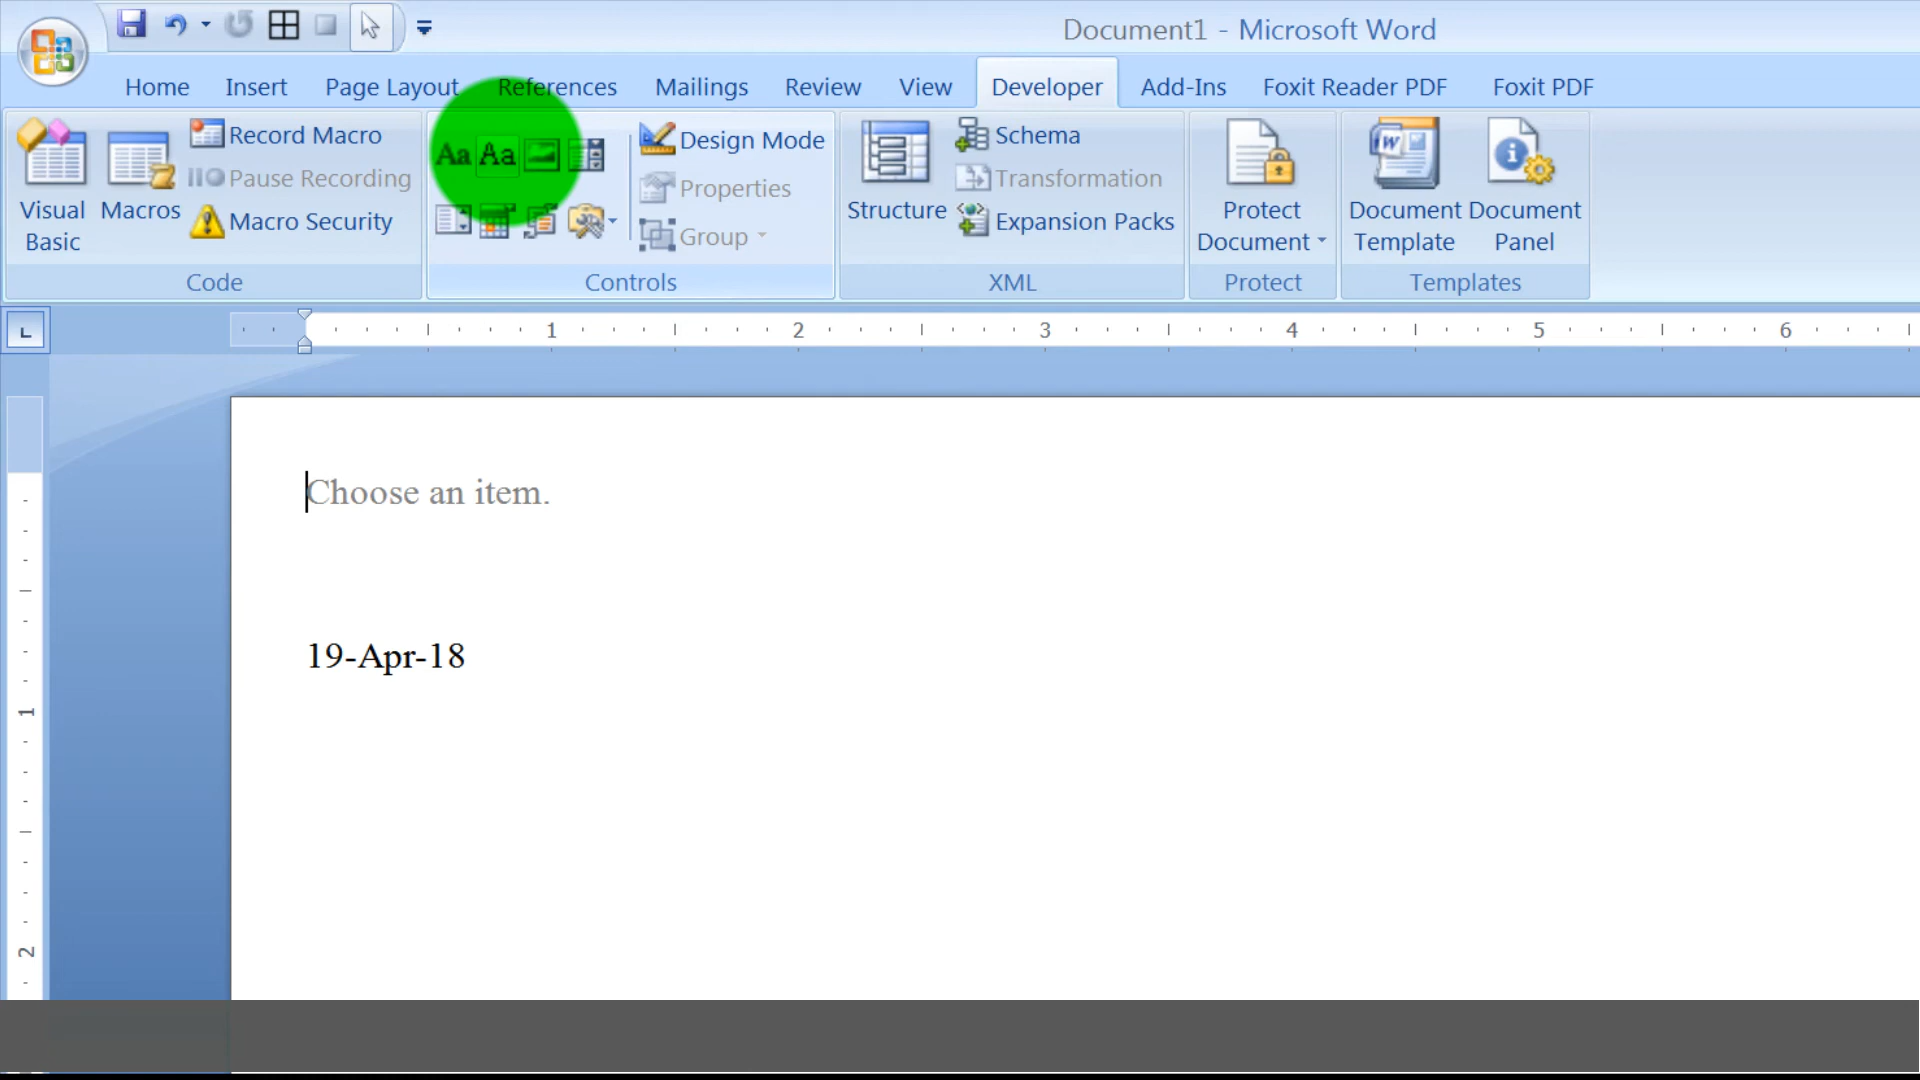 Document1 - Microsoft Word
Home Insert Page Layout References Mailings Review View Developer Add-Ins Foxit Reader PDF Foxit PDF
Visual Basic
Macros
Record Macro
Pause Recording
Macro Security
Code
Aa Aa
Design Mode
Properties
Group
Controls
Structure
Schema
Transformation
Expansion Packs
XML
Protect Document
Protect
Document Template
Document Panel
Templates
L
1 2 3 4 5 6
Choose an item.
19-Apr-18
1
2